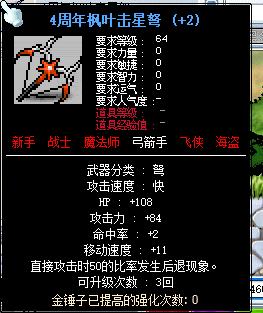 4周年枫叶击星弩 (+2)
要求等级： 64
要求力量： 0
要求敏捷： 0
要求智力： 0
要求运气： 0
要求人气度： -
道具等级： -
道具经验值： -
新手 战士 魔法师 弓箭手 飞侠 海盗
武器分类： 弩
攻击速度： 快
HP ： +108
攻击力 ： +84
命中率 ： +2
移动速度 ： +11
直接攻击时50的比率发生后退现象。
可升级次数 ： 3回
金锤子已提高的强化次数: 0